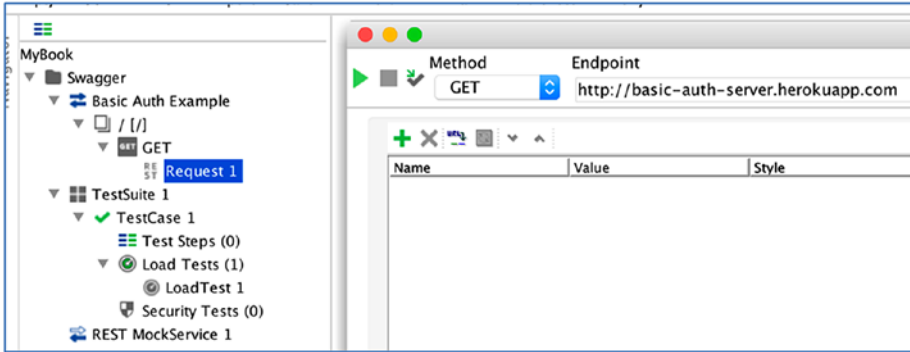 Navigator
MyBook
Swagger
Basic Auth Example
/ [/]
GET GET
REST Request 1
TestSuite 1
TestCase 1
Test Steps (0)
Load Tests (1)
LoadTest 1
Security Tests (0)
REST MockService 1
Method Endpoint
GET http://basic-auth-server.herokuapp.com
Name Value Style